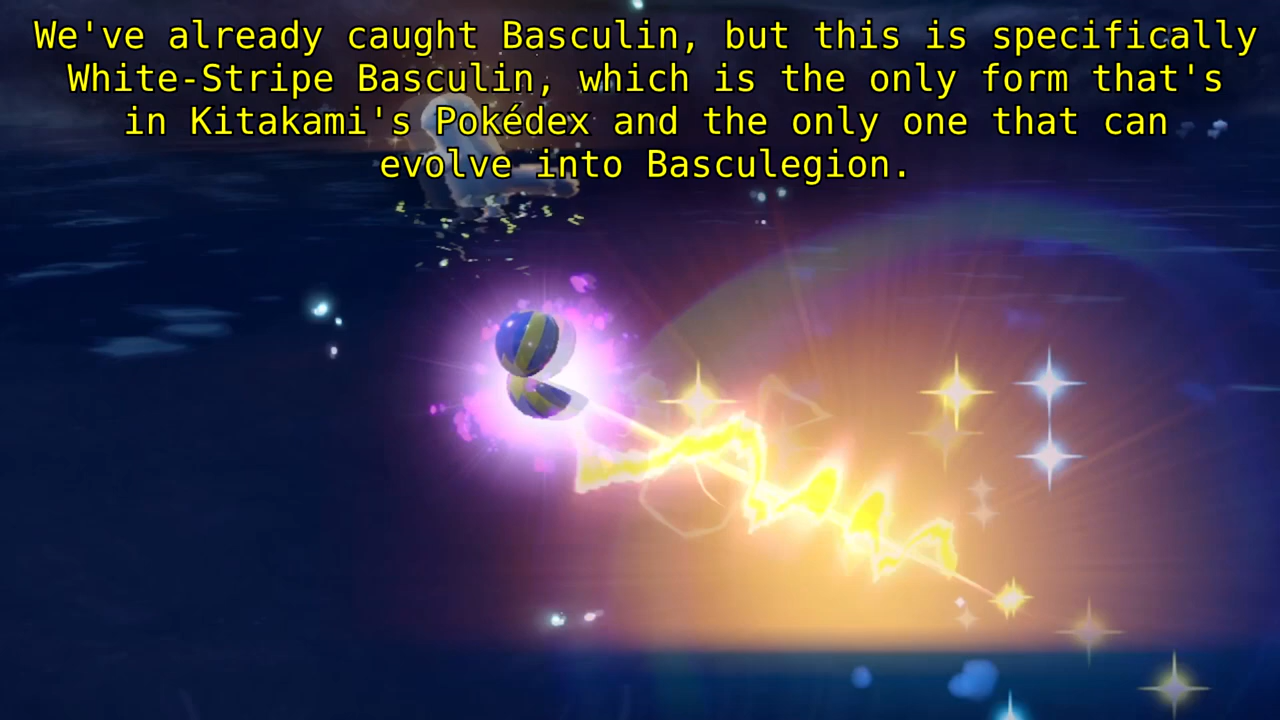 We've already caught Basculin, but this is specifically
White-Stripe Basculin, which is the only form that's
in Kitakami's Pokédex and the only one that can
evolve into Basculegion.